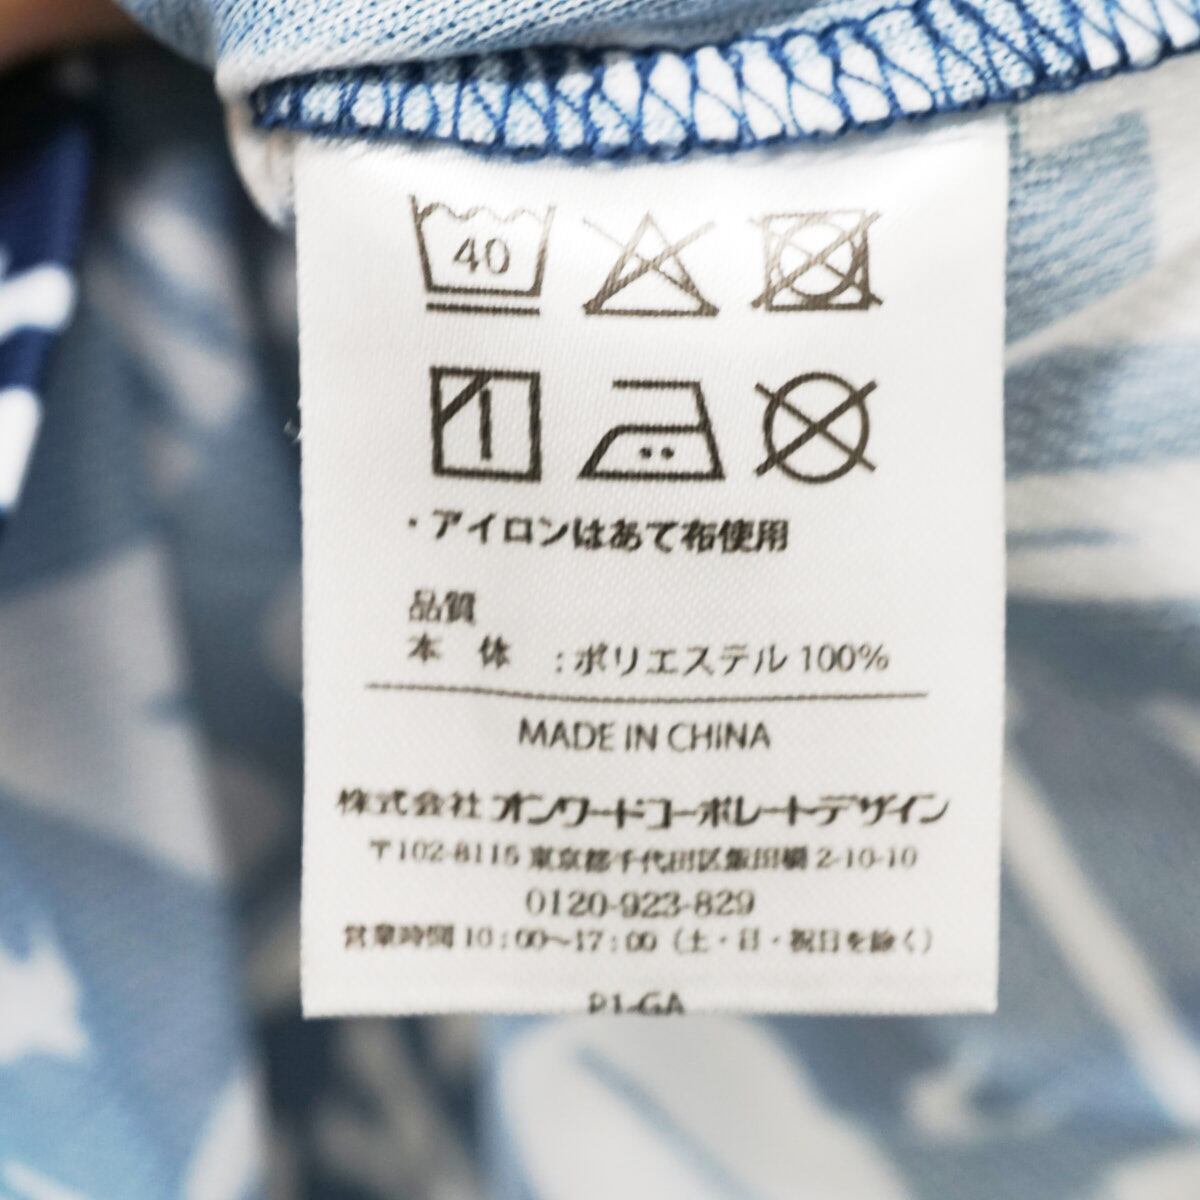 40
・アイロンはあて布使用
品質
本 体 : ポリエステル 100%
MADE IN CHINA
株式会社 オンワードコーポレートデザイン
〒102-8115 東京都千代田区飯田橋 2-10-10
0120-923-829
営業時間 10:00～17:00 (土・日・祝日を除く)
P1-GA